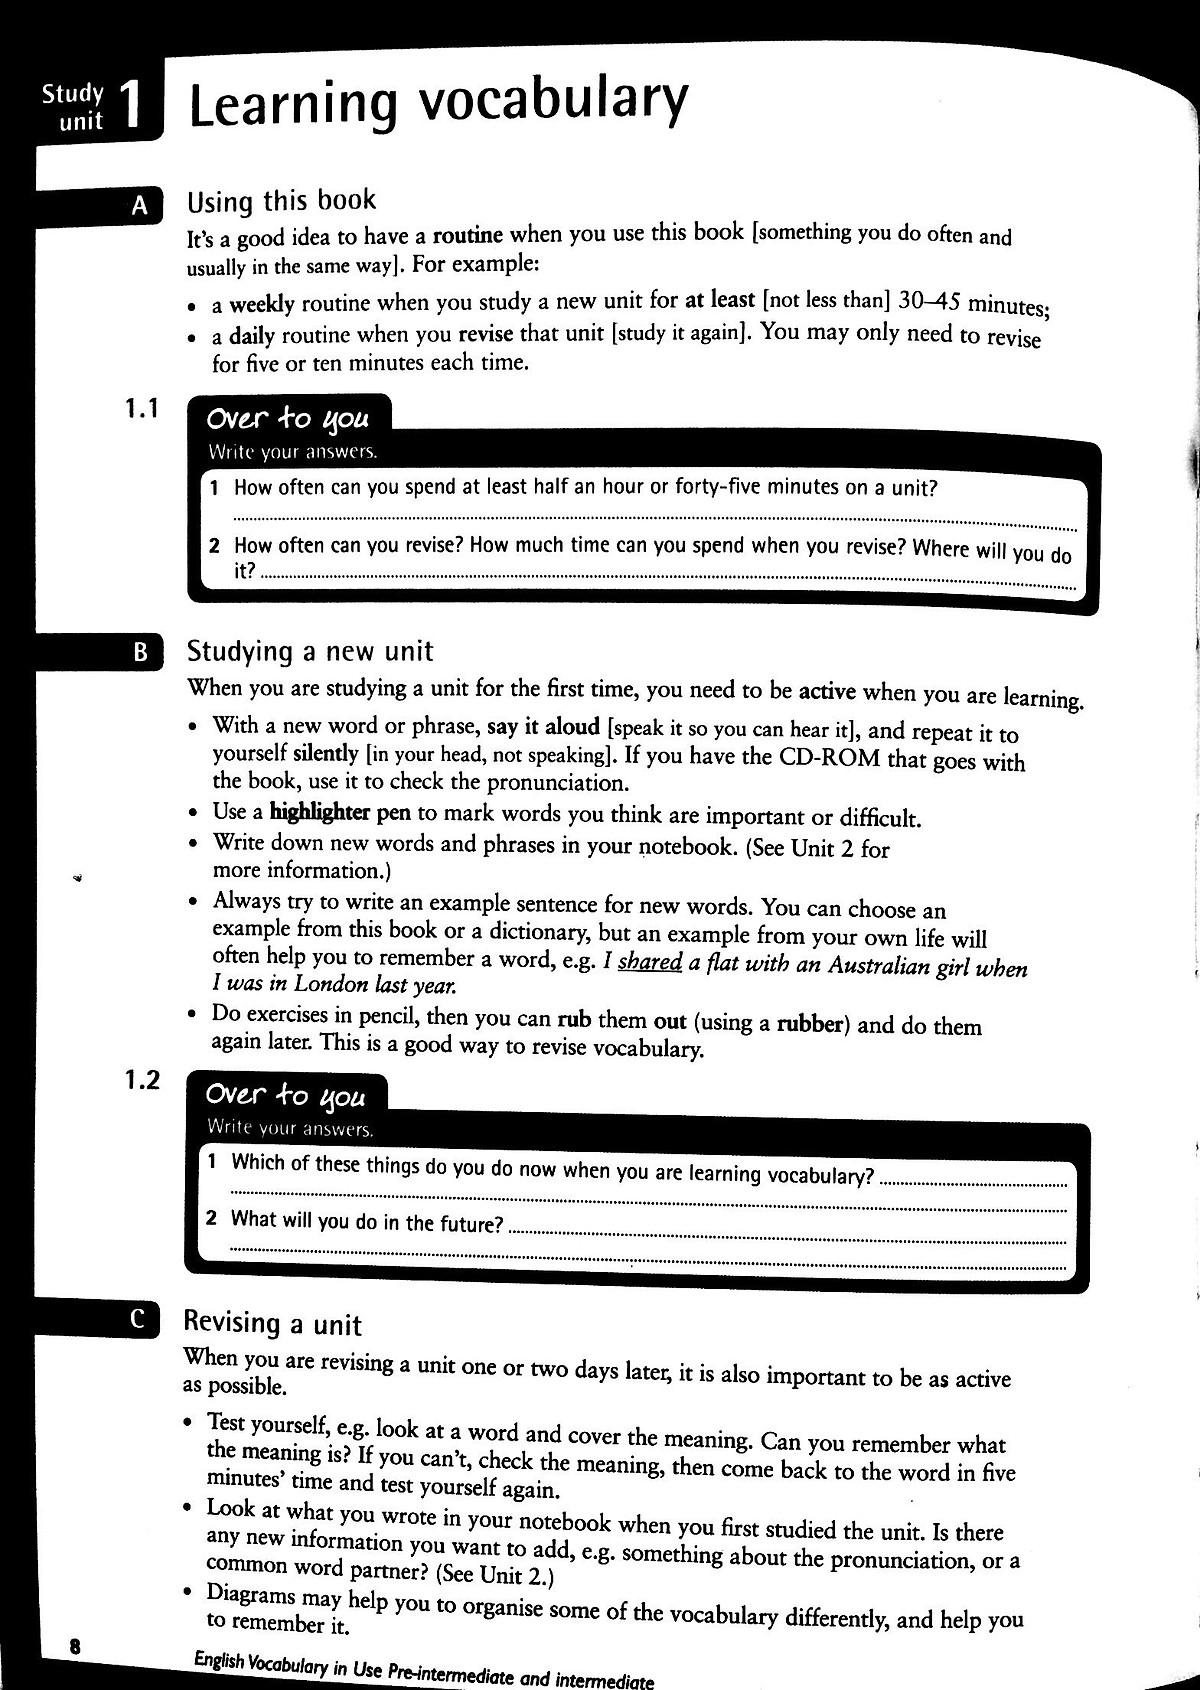 Study
unit 1
Learning vocabulary
A
Using this book
It's a good idea to have a routine when you use this book [something you do often and
usually in the same way]. For example:
• a weekly routine when you study a new unit for at least [not less than] 30–45 minutes;
• a daily routine when you revise that unit [study it again]. You may only need to revise
for five or ten minutes each time.
1.1
Over to you
Write your answers.
1 How often can you spend at least half an hour or forty-five minutes on a unit?
2 How often can you revise? How much time can you spend when you revise? Where will you do
it?
B
Studying a new unit
When you are studying a unit for the first time, you need to be active when you are learning.
• With a new word or phrase, say it aloud [speak it so you can hear it], and repeat it to
yourself silently [in your head, not speaking]. If you have the CD-ROM that goes with
the book, use it to check the pronunciation.
• Use a highlighter pen to mark words you think are important or difficult.
• Write down new words and phrases in your notebook. (See Unit 2 for
more information.)
• Always try to write an example sentence for new words. You can choose an
example from this book or a dictionary, but an example from your own life will
often help you to remember a word, e.g. I shared a flat with an Australian girl when
I was in London last year.
• Do exercises in pencil, then you can rub them out (using a rubber) and do them
again later. This is a good way to revise vocabulary.
1.2
Over to you
Write your answers.
1 Which of these things do you do now when you are learning vocabulary?
2 What will you do in the future?
C
Revising a unit
When you are revising a unit one or two days later, it is also important to be as active
as possible.
• Test yourself, e.g. look at a word and cover the meaning. Can you remember what
the meaning is? If you can't, check the meaning, then come back to the word in five
minutes' time and test yourself again.
• Look at what you wrote in your notebook when you first studied the unit. Is there
any new information you want to add, e.g. something about the pronunciation, or a
common word partner? (See Unit 2.)
• Diagrams may help you to organise some of the vocabulary differently, and help you
to remember it.
8
English Vocabulary in Use Pre-intermediate and intermediate